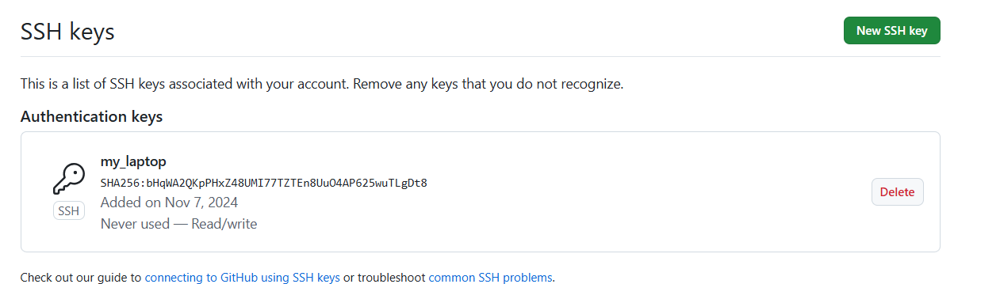 SSH keys
New SSH key
This is a list of SSH keys associated with your account. Remove any keys that you do not recognize.
Authentication keys
my_laptop
SHA256:bHqWA2QKpPHxZ48UMI77TZTEn8UuO4AP625wuTLgDt8
Added on Nov 7, 2024
Never used — Read/write
SSH
Delete
Check out our guide to connecting to GitHub using SSH keys or troubleshoot common SSH problems.